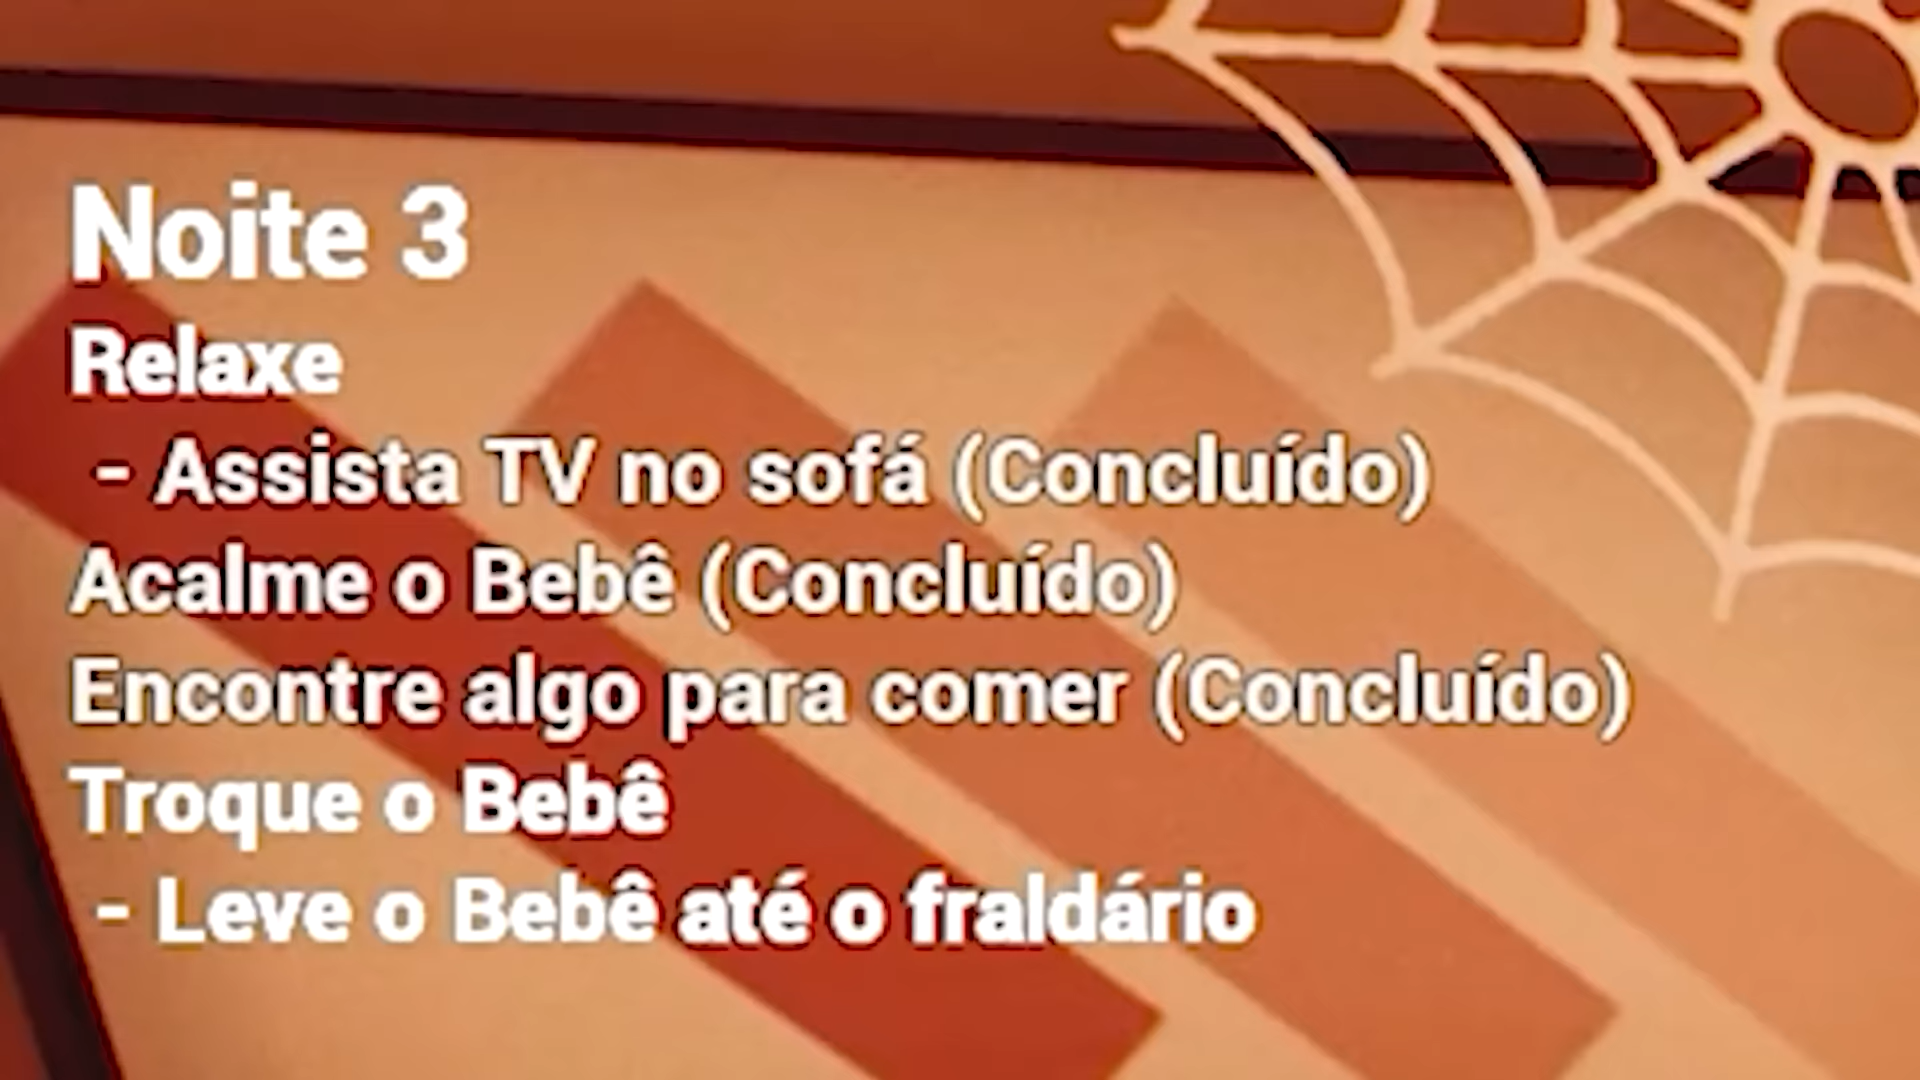 Noite 3
Relaxe
- Assista TV no sofá (Concluído)
Acalme o Bebê (Concluído)
Encontre algo para comer (Concluído)
Troque o Bebê
- Leve o Bebê até o fraldário